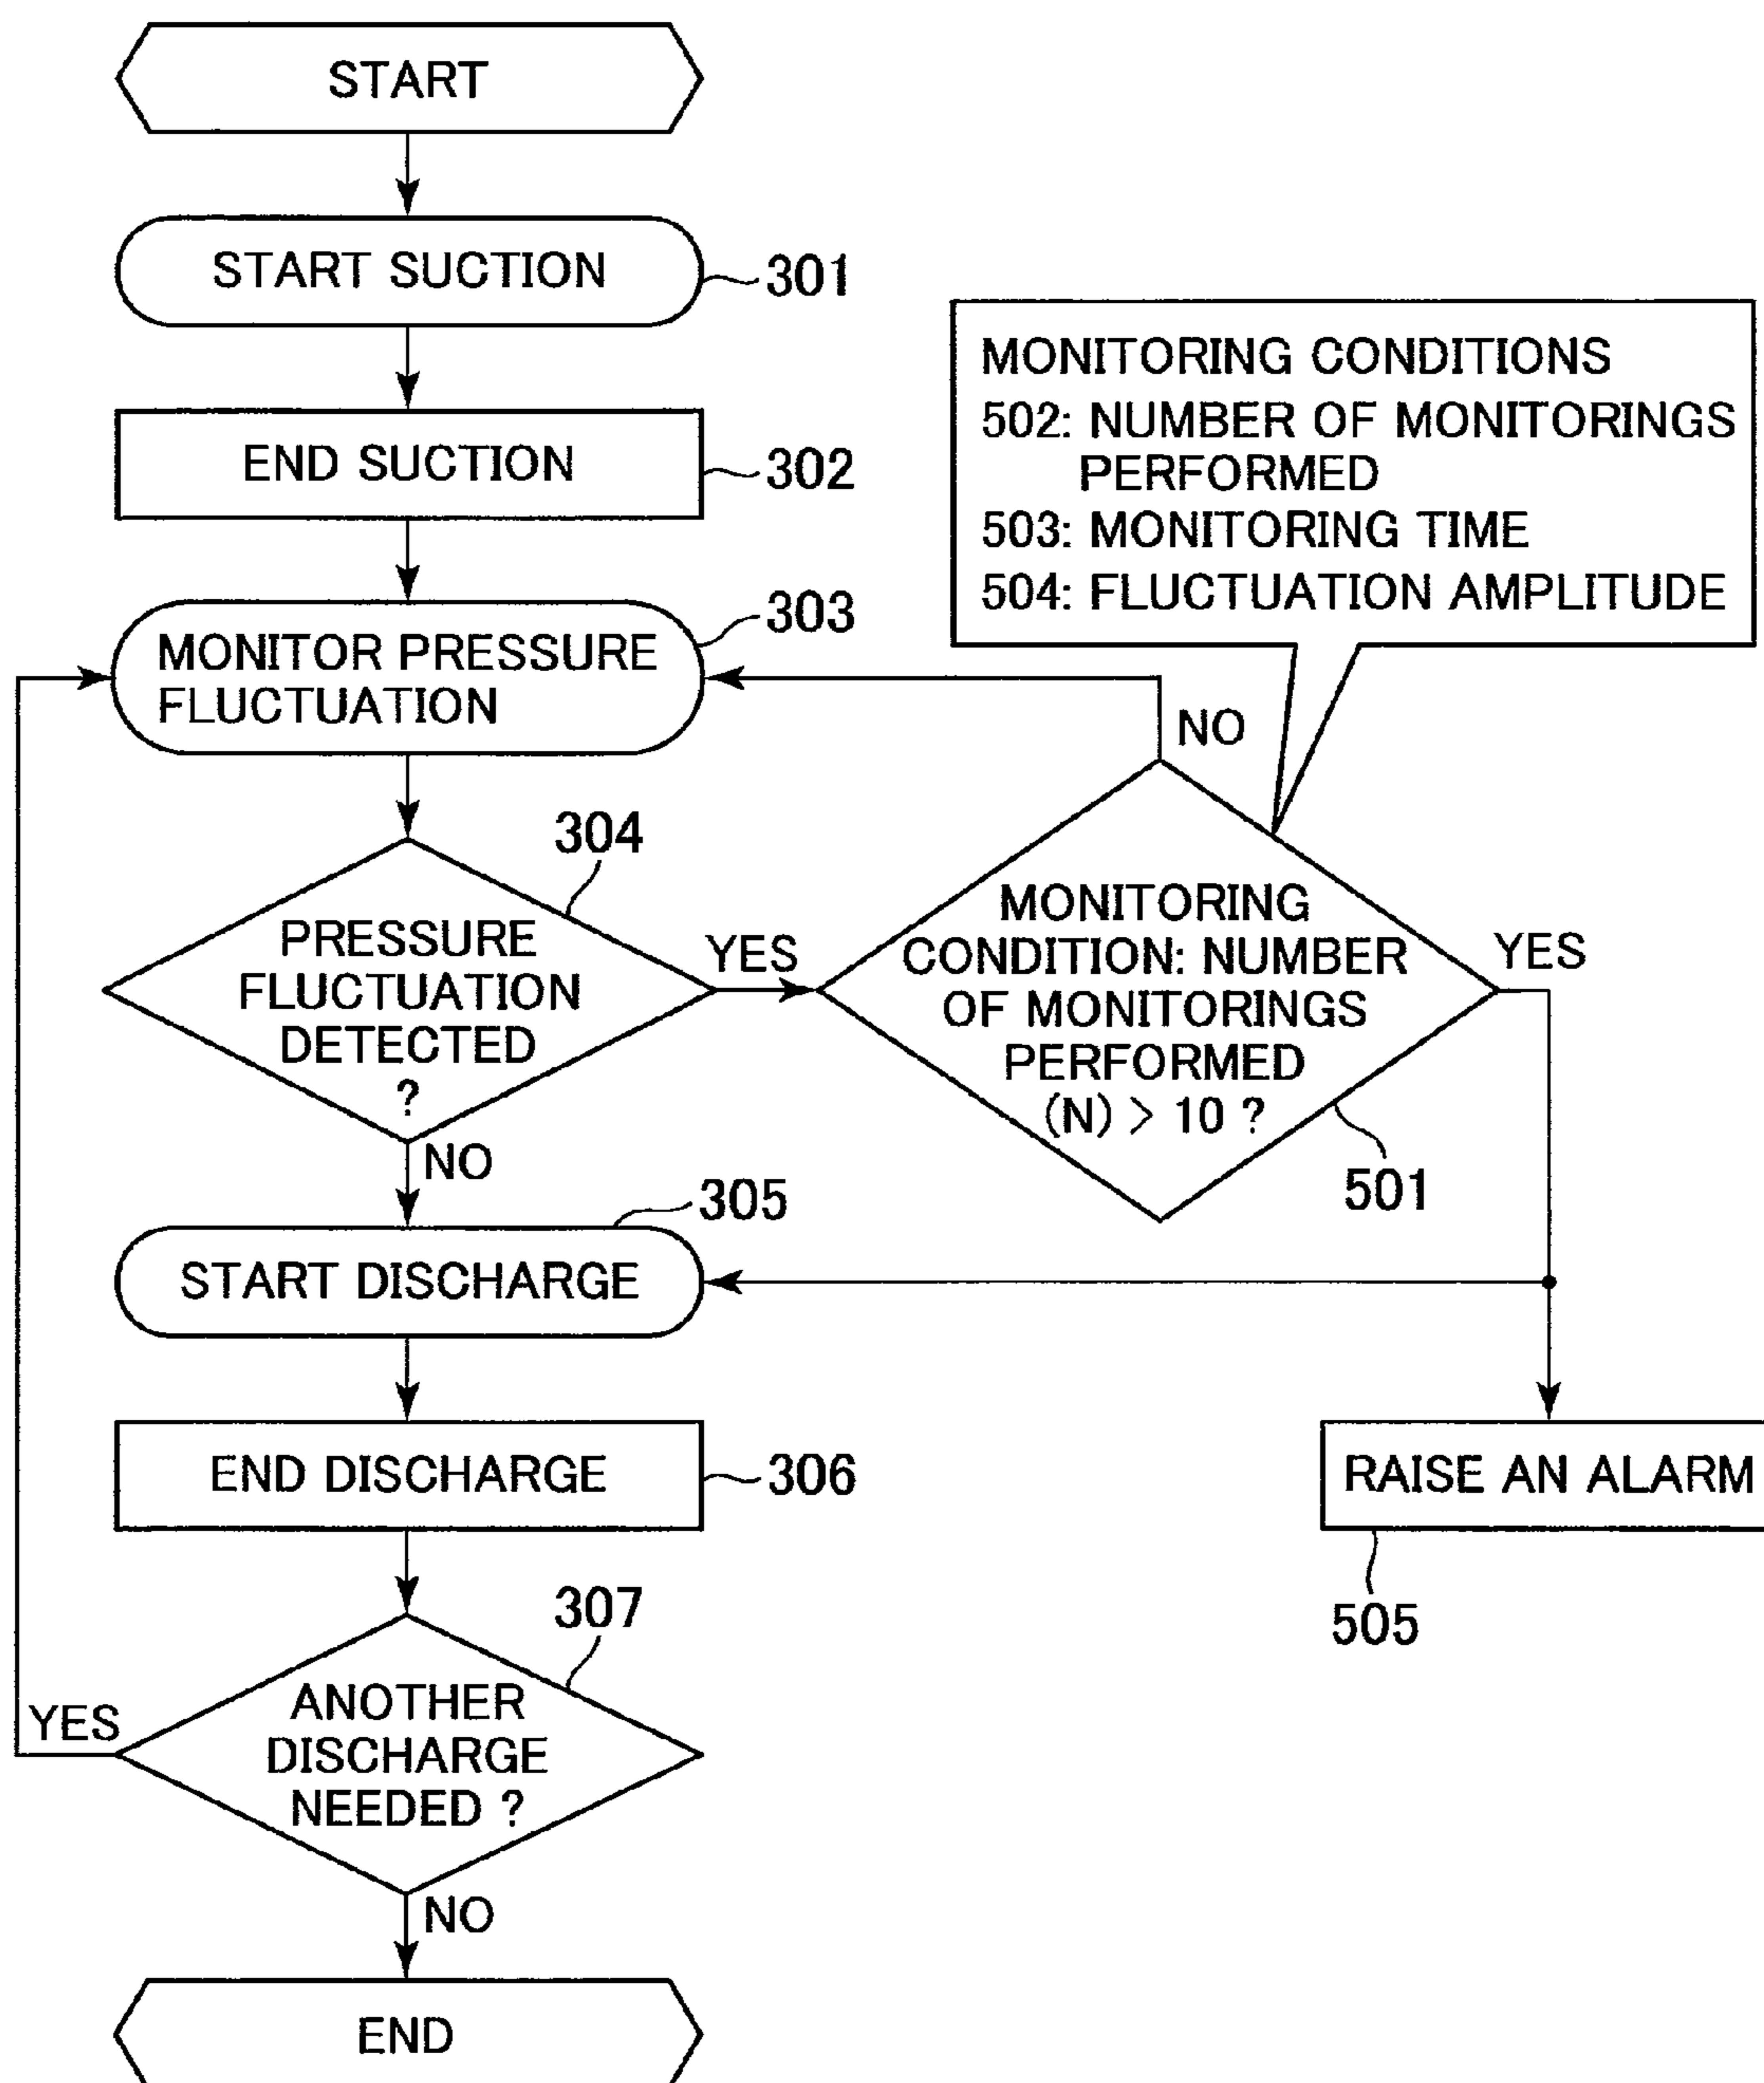 START
START SUCTION
301
END SUCTION
302
MONITORING CONDITIONS
502: NUMBER OF MONITORINGS
PERFORMED
503: MONITORING TIME
504: FLUCTUATION AMPLITUDE
303
MONITOR PRESSURE
FLUCTUATION
NO
304
PRESSURE
FLUCTUATION
DETECTED
?
YES
MONITORING
CONDITION: NUMBER
OF MONITORINGS
PERFORMED
(N) > 10 ?
YES
501
NO
305
START DISCHARGE
END DISCHARGE
306
RAISE AN ALARM
505
307
ANOTHER
DISCHARGE
NEEDED ?
YES
NO
END